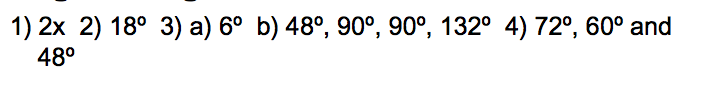 1) 2x 2) 18º 3) a) 6º b) 48º, 90º, 90º, 132º 4) 72º, 60º and
48º